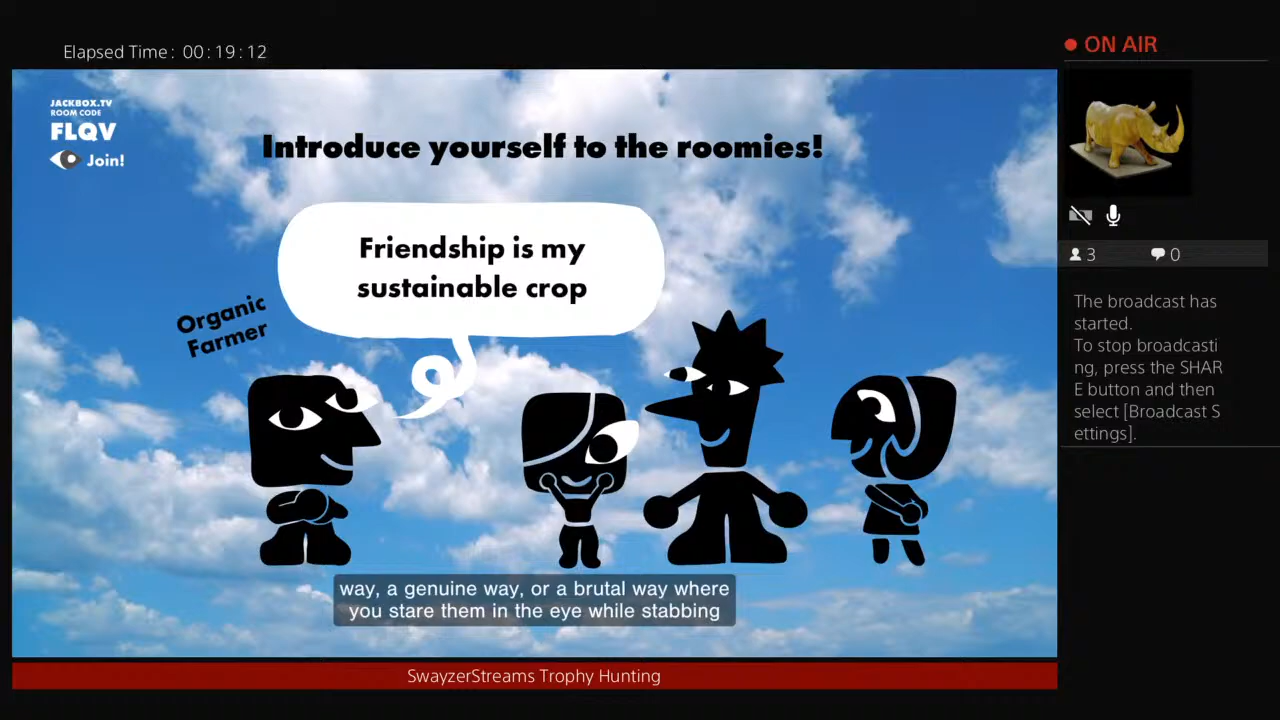 Elapsed Time: 00:19:12
ON AIR
JACKBOX.TV
ROOM CODE
FLQV
Join!
Introduce yourself to the roomies!
Friendship is my
sustainable crop
Organic
Farmer
way, a genuine way, or a brutal way where
you stare them in the eye while stabbing
SwayzerStreams Trophy Hunting
3
0
The broadcast has
started.
To stop broadcasti
ng, press the SHAR
E button and then
select [Broadcast S
ettings].